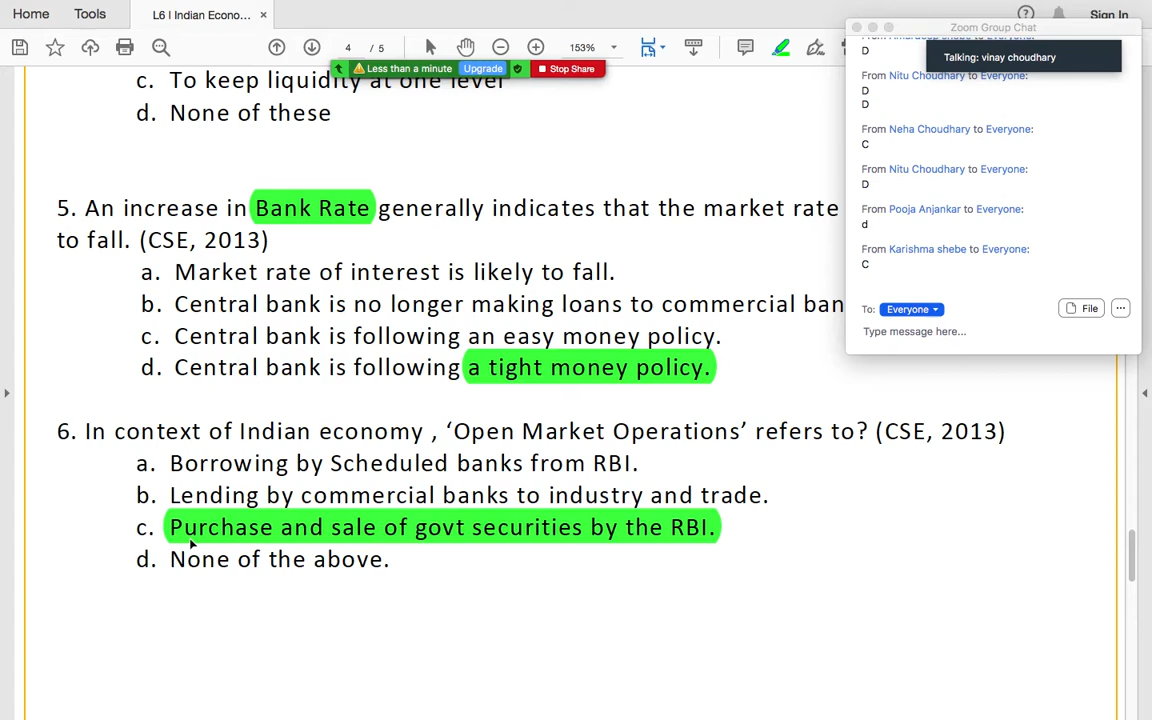 Home Tools L6 I Indian Econo... × Sign In
4 / 5 153%
Less than a minute Upgrade Stop Share
c. To keep liquidity at one level
d. None of these
5. An increase in Bank Rate generally indicates that the market rate
to fall. (CSE, 2013)
a. Market rate of interest is likely to fall.
b. Central bank is no longer making loans to commercial ban
c. Central bank is following an easy money policy.
d. Central bank is following a tight money policy.
6. In context of Indian economy , ‘Open Market Operations’ refers to? (CSE, 2013)
a. Borrowing by Scheduled banks from RBI.
b. Lending by commercial banks to industry and trade.
c. Purchase and sale of govt securities by the RBI.
d. None of the above.
Zoom Group Chat
Talking: vinay choudhary
D
From Nitu Choudhary to Everyone:
D
D
From Neha Choudhary to Everyone:
C
From Nitu Choudhary to Everyone:
D
From Pooja Anjankar to Everyone:
d
From Karishma shebe to Everyone:
C
To: Everyone File ...
Type message here...